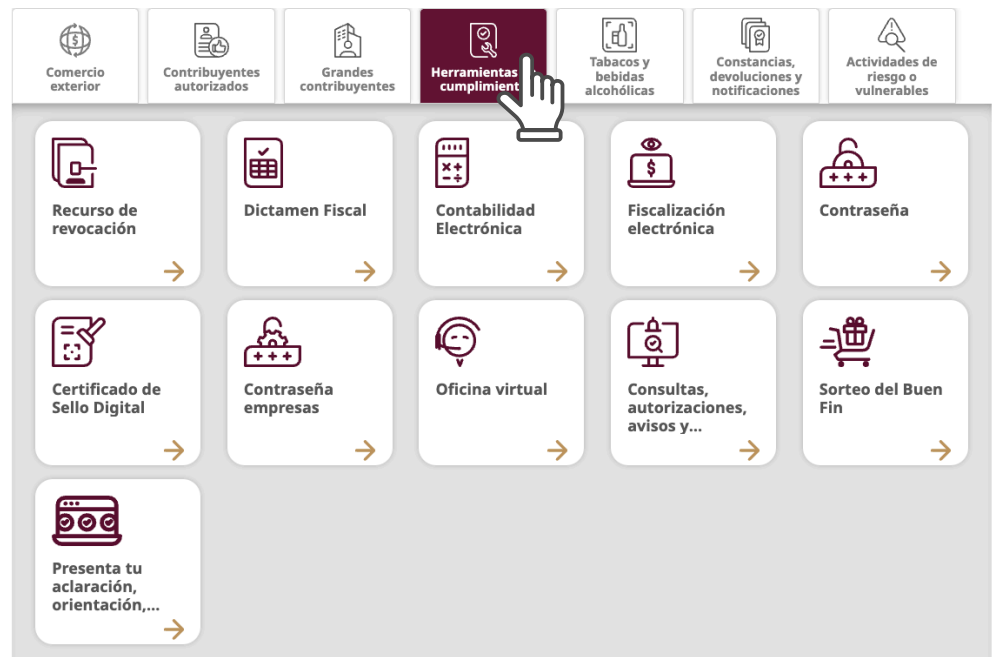 Comercio
exterior
Contribuyentes
autorizados
Grandes
contribuyentes
Herramientas
cumplimient
Tabacos y
bebidas
alcohólicas
Constancias,
devoluciones y
notificaciones
Actividades de
riesgo o
vulnerables
Recurso de
revocación
Dictamen Fiscal
Contabilidad
Electrónica
Fiscalización
electrónica
Contraseña
Certificado de
Sello Digital
Contraseña
empresas
Oficina virtual
Consultas,
autorizaciones,
avisos y...
Sorteo del Buen
Fin
Presenta tu
aclaración,
orientación,...